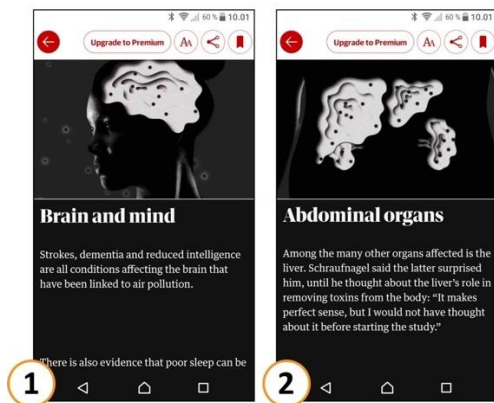 60 % 10.01
Upgrade to Premium AA
Brain and mind
Strokes, dementia and reduced intelligence
are all conditions affecting the brain that
have been linked to air pollution.
There is also evidence that poor sleep can be
1
60 % 10.01
Upgrade to Premium AA
Abdominal organs
Among the many other organs affected is the
liver. Schraufnagel said the latter surprised
him, until he thought about the liver’s role in
removing toxins from the body: “It makes
perfect sense, but I would not have thought
about it before starting the study.”
2